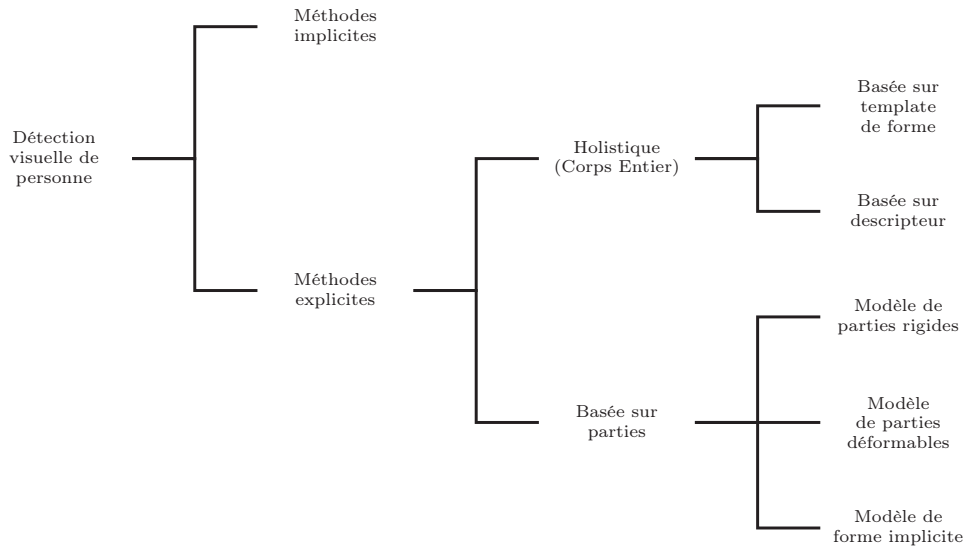 Détection
visuelle de
personne
Méthodes
implicites
Méthodes
explicites
Holistique
(Corps Entier)
Basée sur
template
de forme
Basée sur
descripteur
Basée sur
parties
Modèle de
parties rigides
Modèle
de parties
déformables
Modèle de
forme implicite